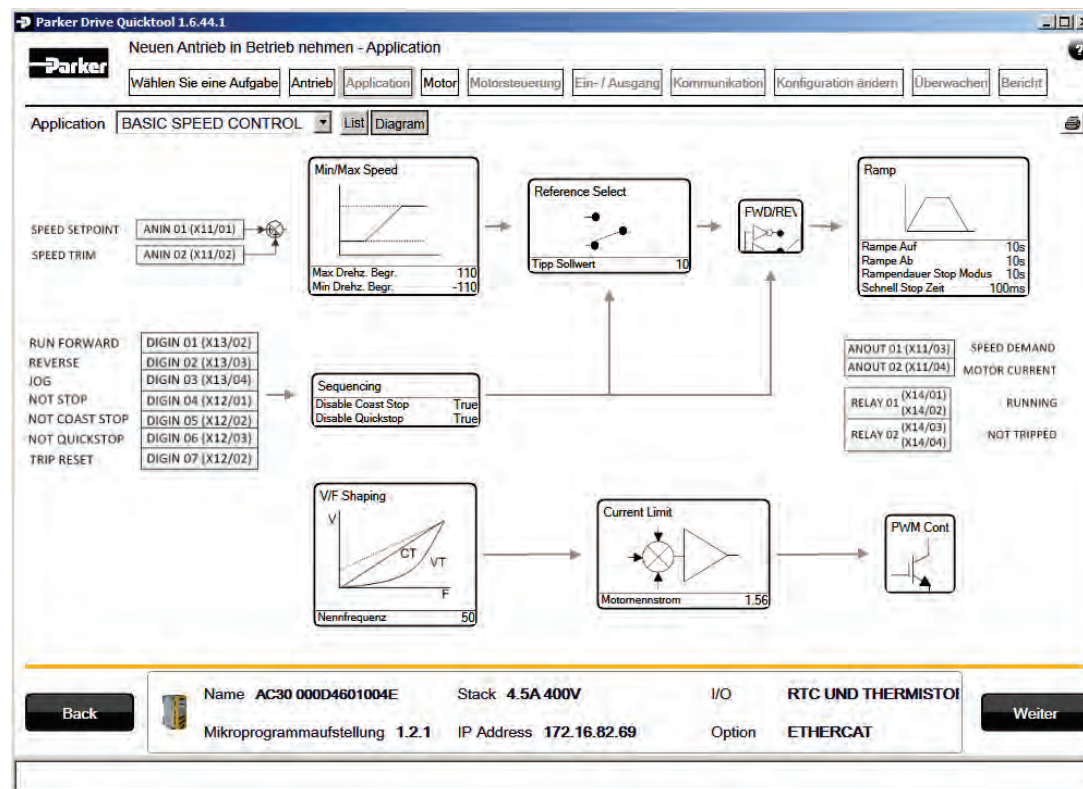 Parker Drive Quicktool 1.6.44.1
Neuen Antrieb in Betrieb nehmen - Application
Parker
Wählen Sie eine Aufgabe Antrieb Application Motor Motorsteuerung Ein- / Ausgang Kommunikation Konfiguration ändern Überwachen Bericht
Application BASIC SPEED CONTROL List Diagram
Min/Max Speed
Max Drehz. Begr. 110
Min Drehz. Begr. -110
Reference Select
Tipp Sollwert 10
FWD/RE
Ramp
Rampe Auf 10s
Rampe Ab 10s
Rampendauer Stop Modus 10s
Schnell Stop Zeit 100ms
SPEED SETPOINT ANIN 01 (X11/01)
SPEED TRIM ANIN 02 (X11/02)
RUN FORWARD DIGIN 01 (X13/02)
REVERSE DIGIN 02 (X13/03)
JOG DIGIN 03 (X13/04)
NOT STOP DIGIN 04 (X12/01)
NOT COAST STOP DIGIN 05 (X12/02)
NOT QUICKSTOP DIGIN 06 (X12/03)
TRIP RESET DIGIN 07 (X12/02)
Sequencing
Disable Coast Stop True
Disable Quickstop True
ANOUT 01 (X11/03) SPEED DEMAND
ANOUT 02 (X11/04) MOTOR CURRENT
RELAY 01 (X14/01) (X14/02) RUNNING
RELAY 02 (X14/03) (X14/04) NOT TRIPPED
V/F Shaping
V
CT
VT
F
Nennfrequenz 50
Current Limit
Motornennstrom 1.56
PWM Cont
Back
Name AC30 000D4601004E Stack 4.5A 400V I/O RTC UND THERMISTO
Mikroprogrammaufstellung 1.2.1 IP Address 172.16.82.69 Option ETHERCAT
Weiter